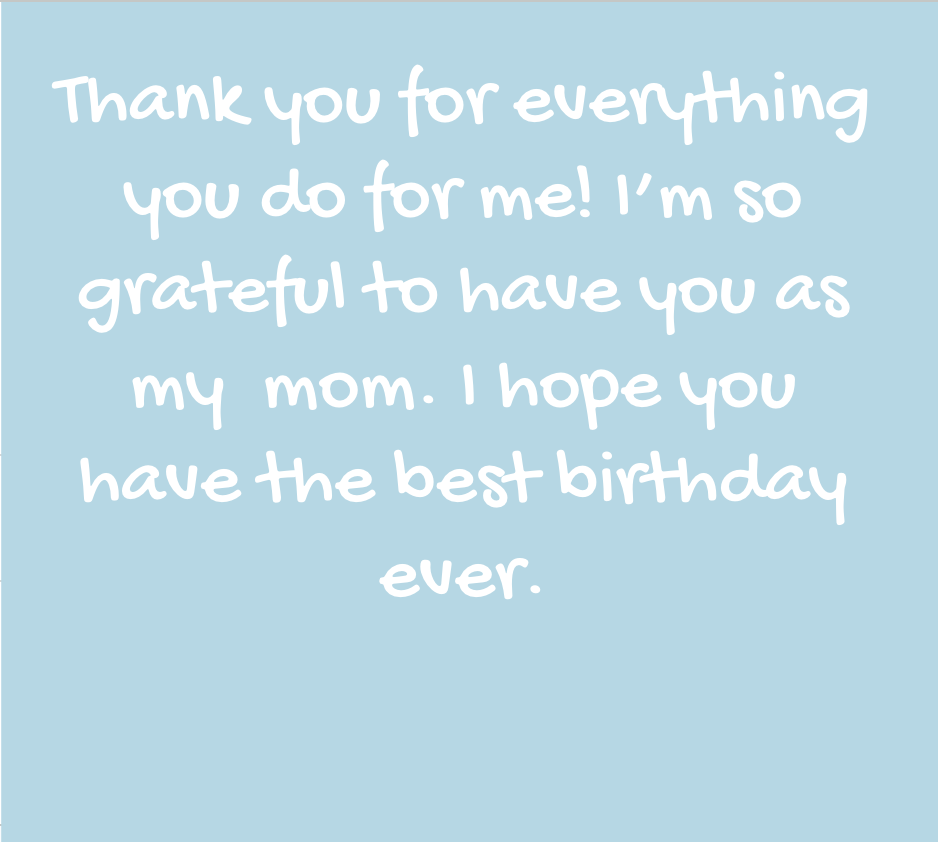 Thank you for everything
you do for me! I'm so
grateful to have you as
my  mom. I hope you
have the best birthday
ever.